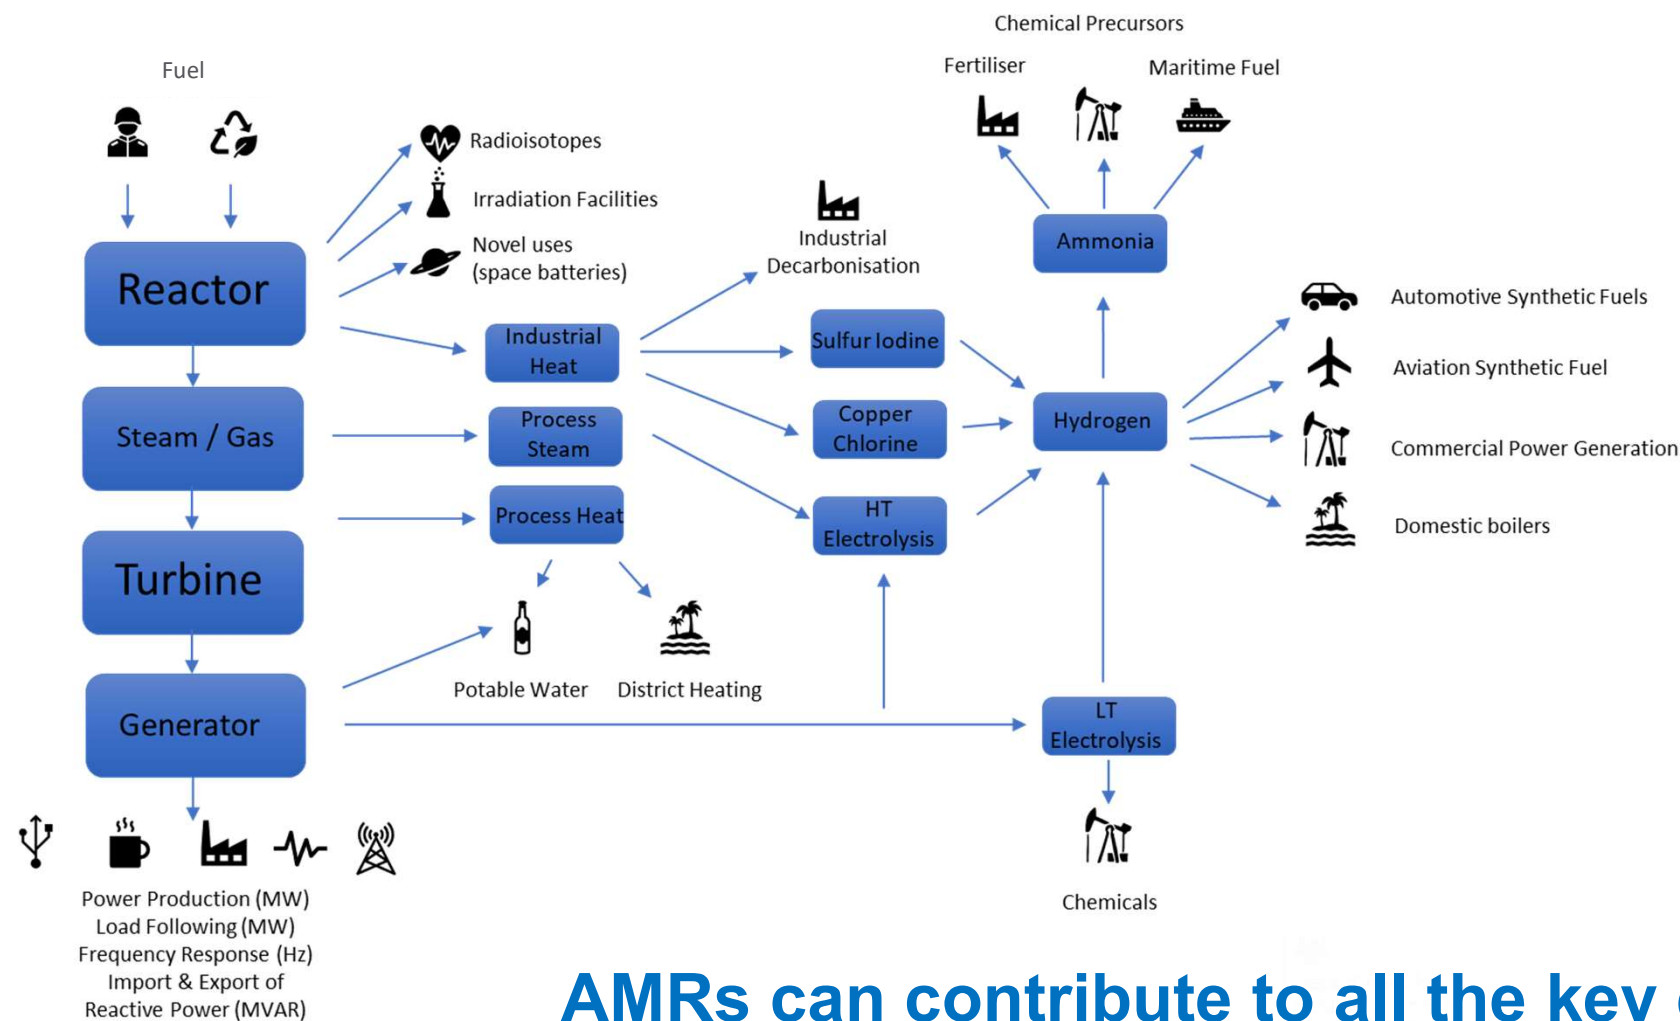 Fuel
Reactor
Steam / Gas
Turbine
Generator
Power Production (MW)
Load Following (MW)
Frequency Response (Hz)
Import & Export of
Reactive Power (MVAR)
Radioisotopes
Irradiation Facilities
Novel uses
(space batteries)
Industrial
Heat
Process
Steam
Process Heat
Potable Water
District Heating
Industrial
Decarbonisation
Sulfur Iodine
Copper
Chlorine
HT
Electrolysis
Chemical Precursors
Fertiliser
Maritime Fuel
Ammonia
Hydrogen
LT
Electrolysis
Chemicals
Automotive Synthetic Fuels
Aviation Synthetic Fuel
Commercial Power Generation
Domestic boilers
AMRs can contribute to all the key